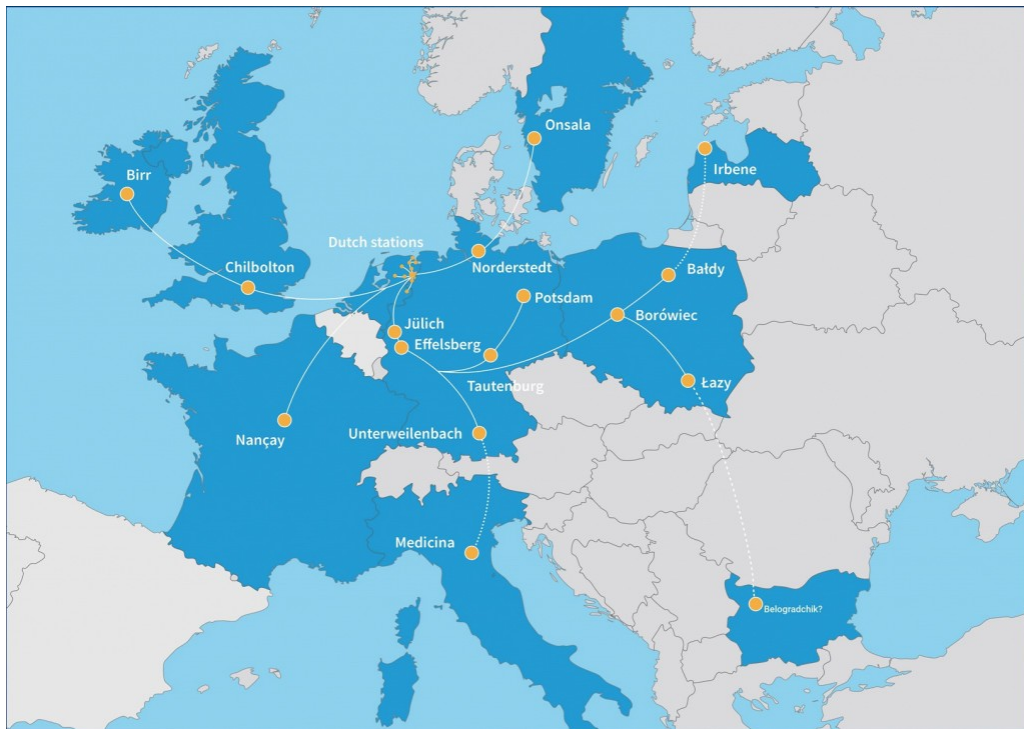 Onsala
Irbene
Birr
Dutch stations
Chilbolton
Norderstedt
Bałdy
Potsdam
Borówiec
Jülich
Effelsberg
Tautenburg
Łazy
Nançay
Unterweilenbach
Medicina
Belogradchik?